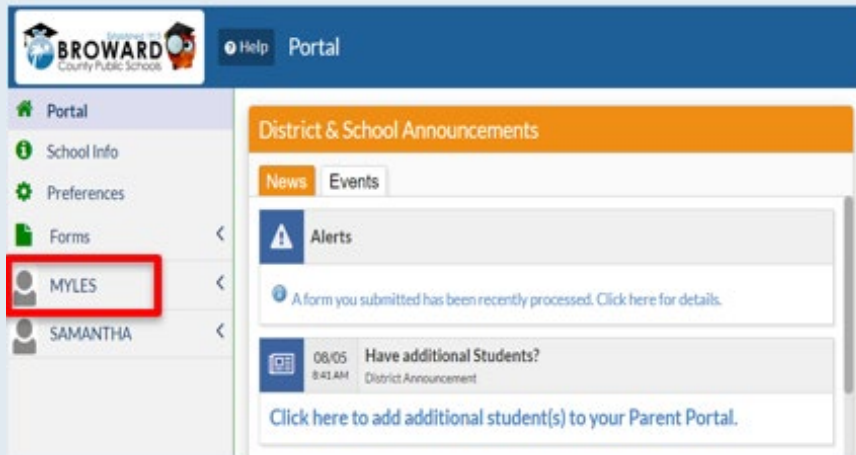 BROWARD
County Public Schools
Help
Portal
Portal
School Info
Preferences
Forms
MYLES
SAMANTHA
District & School Announcements
News
Events
Alerts
A form you submitted has been recently processed. Click here for details.
08/05
8:41 AM
Have additional Students?
District Announcement
Click here to add additional student(s) to your Parent Portal.